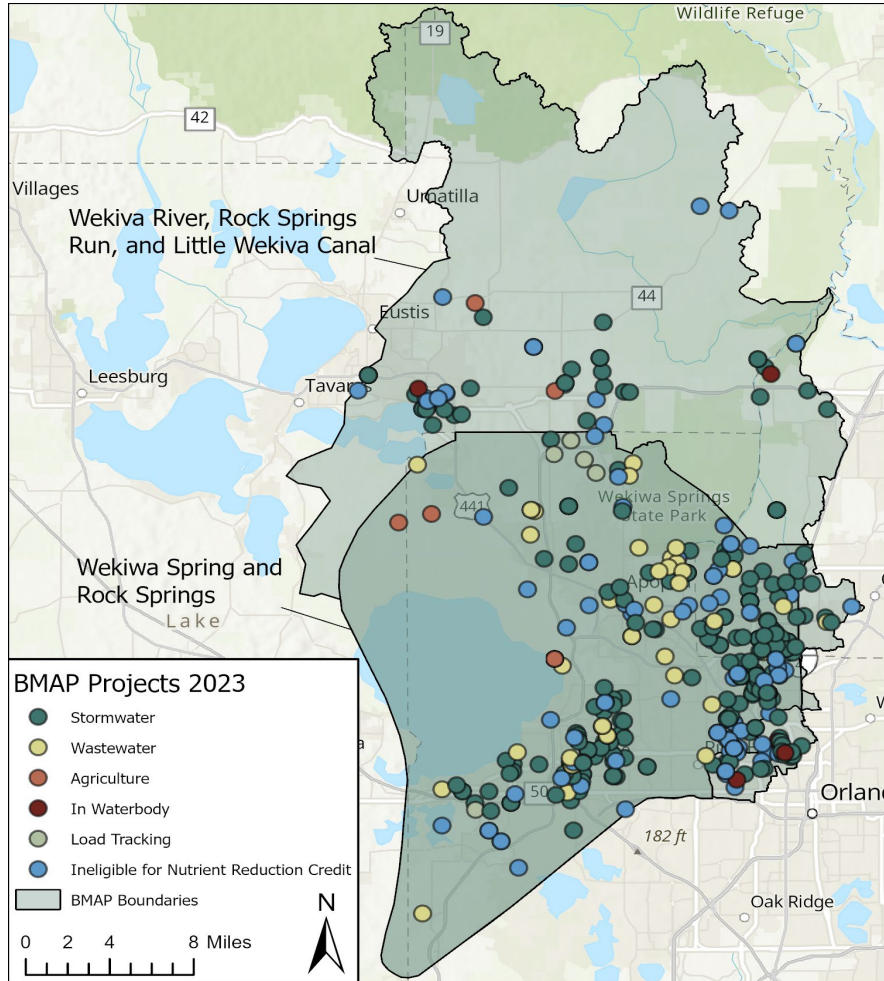 Wildlife Refuge
19
42
Villages
Umatilla
Wekiva River, Rock Springs
Run, and Little Wekiva Canal
44
Eustis
Leesburg
Tavares
441
Wekiwa Springs
State Park
Wekiwa Spring and
Rock Springs
Lake
BMAP Projects 2023
Stormwater
Wastewater
Agriculture
In Waterbody
Load Tracking
Ineligible for Nutrient Reduction Credit
BMAP Boundaries
N
0 2 4 8 Miles
50
Orlan
182 ft
Oak Ridge